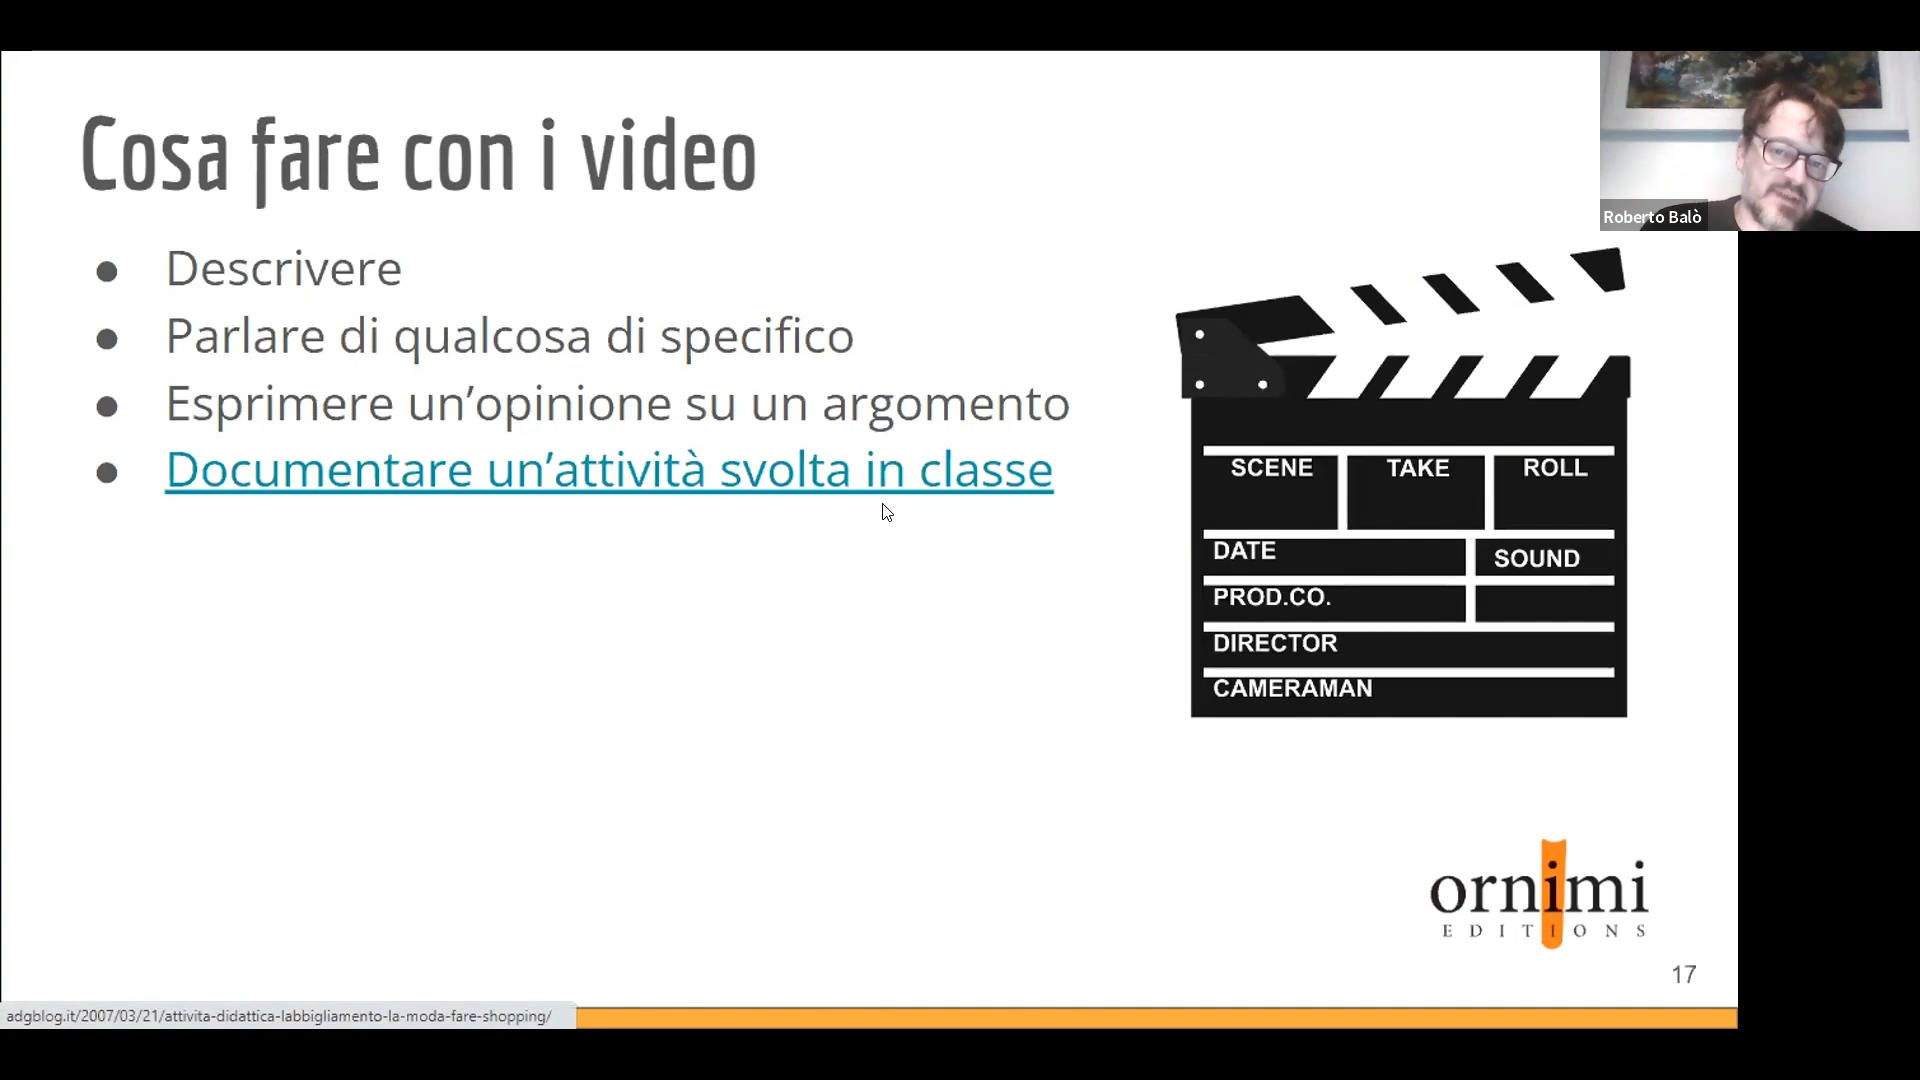 Cosa fare con i video
Roberto Balò
● Descrivere
● Parlare di qualcosa di specifico
● Esprimere un’opinione su un argomento
● Documentare un’attività svolta in classe
SCENE TAKE ROLL
DATE SOUND
PROD.CO.
DIRECTOR
CAMERAMAN
ornimi
EDITIONS
17
adgblog.it/2007/03/21/attivita-didattica-labbigliamento-la-moda-fare-shopping/